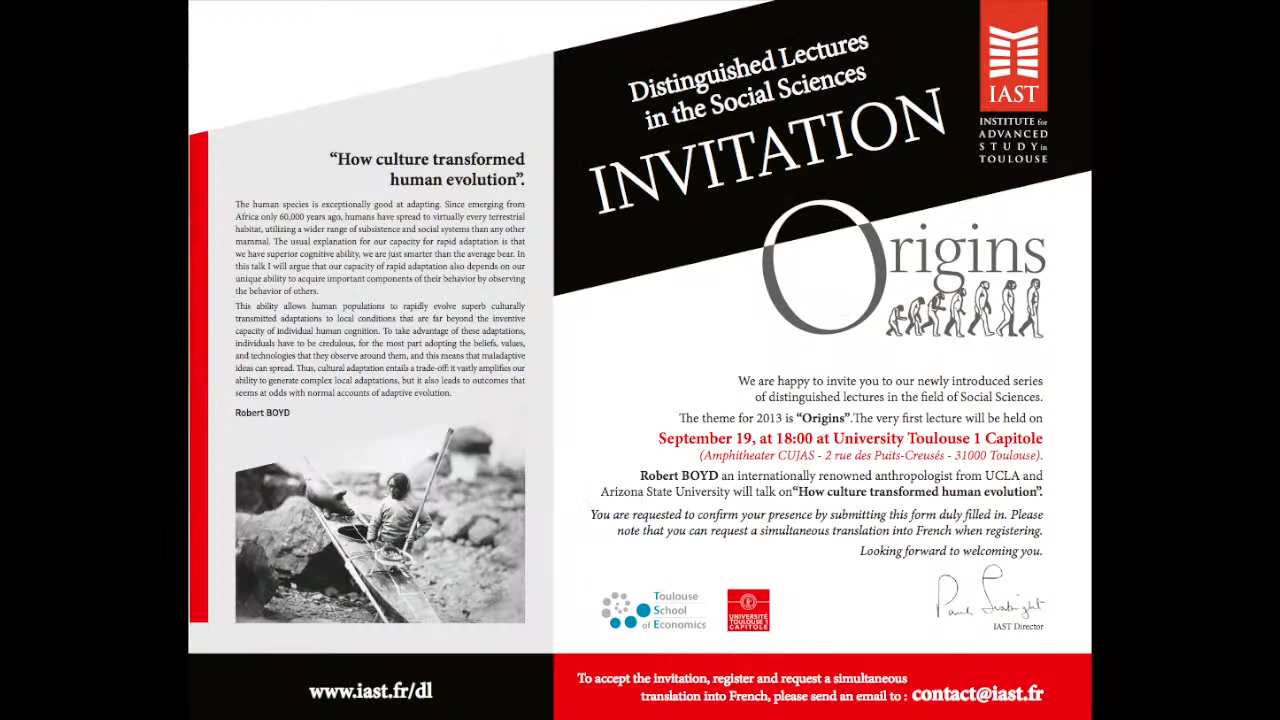 “How culture transformed
human evolution”.
The human species is exceptionally good at adapting. Since emerging from
Africa only 60,000 years ago, humans have spread to virtually every terrestrial
habitat, utilizing a wider range of subsistence and social systems than any other
mammal. The usual explanation for our capacity for rapid adaptation is that
we have superior cognitive ability, we are just smarter than the average bear. In
this talk I will argue that our capacity of rapid adaptation also depends on our
unique ability to acquire important components of their behavior by observing
the behavior of others.
This ability allows human populations to rapidly evolve superb culturally
transmitted adaptations to local conditions that are far beyond the inventive
capacity of individual human cognition. To take advantage of these adaptations,
individuals have to be credulous, for the most part adopting the beliefs, values,
and technologies that they observe around them, and this means that maladaptive
ideas can spread. Thus, cultural adaptation entails a trade-off: it vastly amplifies our
ability to generate complex local adaptations, but it also leads to outcomes that
seems at odds with normal accounts of adaptive evolution.
Robert BOYD
www.iast.fr/dl
Distinguished Lectures
in the Social Sciences
INVITATION
IAST
INSTITUTE for
ADVANCED
STUDY in
TOULOUSE
Origins
We are happy to invite you to our newly introduced series
of distinguished lectures in the field of Social Sciences.
The theme for 2013 is “Origins”.The very first lecture will be held on
September 19, at 18:00 at University Toulouse 1 Capitole
(Amphitheater CUJAS - 2 rue des Puits-Creusés - 31000 Toulouse).
Robert BOYD an internationally renowned anthropologist from UCLA and
Arizona State University will talk on“How culture transformed human evolution”.
You are requested to confirm your presence by submitting this form duly filled in. Please
note that you can request a simultaneous translation into French when registering.
Looking forward to welcoming you.
Paul Seabright
IAST Director
Toulouse
School
of Economics
UNIVERSITÉ
TOULOUSE 1
CAPITOLE
To accept the invitation, register and request a simultaneous
translation into French, please send an email to : contact@iast.fr